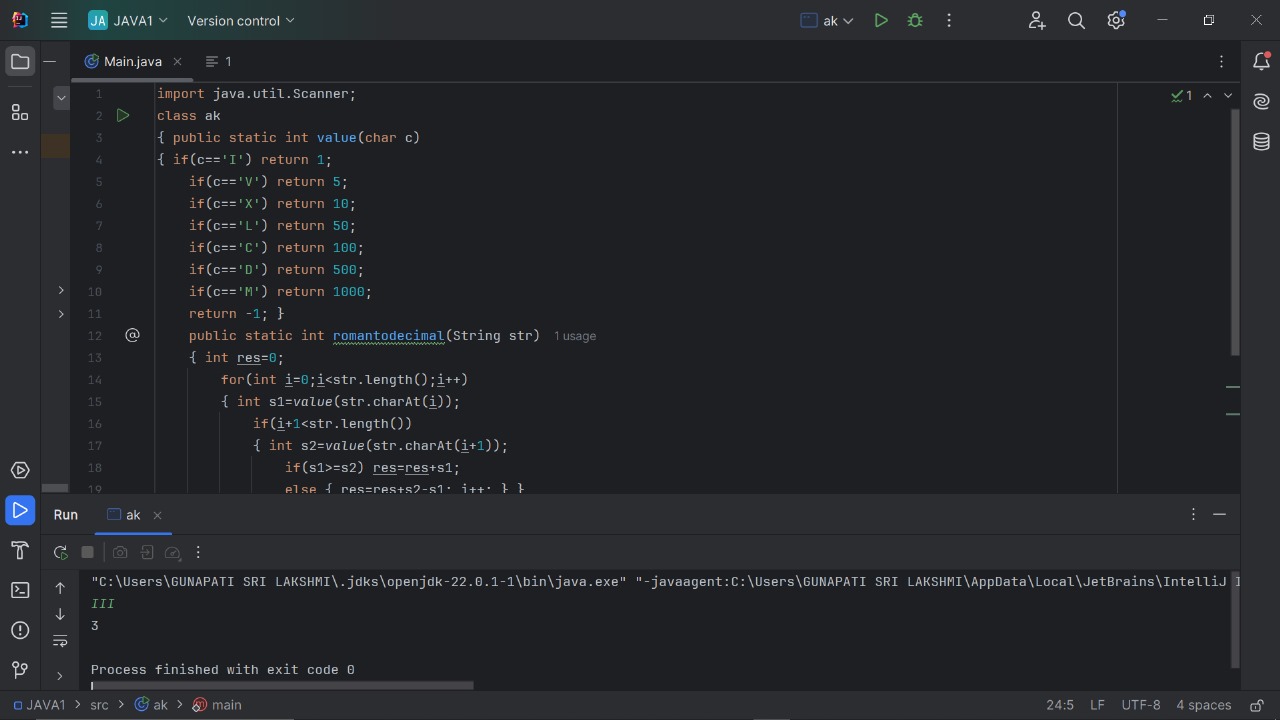 JA JAVA1 Version control ak
Main.java 1
1 import java.util.Scanner;
2 class ak
3 { public static int value(char c)
4 { if(c=='I') return 1;
5 if(c=='V') return 5;
6 if(c=='X') return 10;
7 if(c=='L') return 50;
8 if(c=='C') return 100;
9 if(c=='D') return 500;
10 if(c=='M') return 1000;
11 return -1; }
12 public static int romantodecimal(String str) 1 usage
13 { int res=0;
14 for(int i=0;i<str.length();i++)
15 { int s1=value(str.charAt(i));
16 if(i+1<str.length())
17 { int s2=value(str.charAt(i+1));
18 if(s1>=s2) res=res+s1;
19 else { res=res+s2-s1; i++; } }
1
Run ak
"C:\Users\GUNAPATI SRI LAKSHMI\.jdks\openjdk-22.0.1-1\bin\java.exe" "-javaagent:C:\Users\GUNAPATI SRI LAKSHMI\AppData\Local\JetBrains\IntelliJ I
III
3
Process finished with exit code 0
JAVA1 > src > ak > main 24:5 LF UTF-8 4 spaces